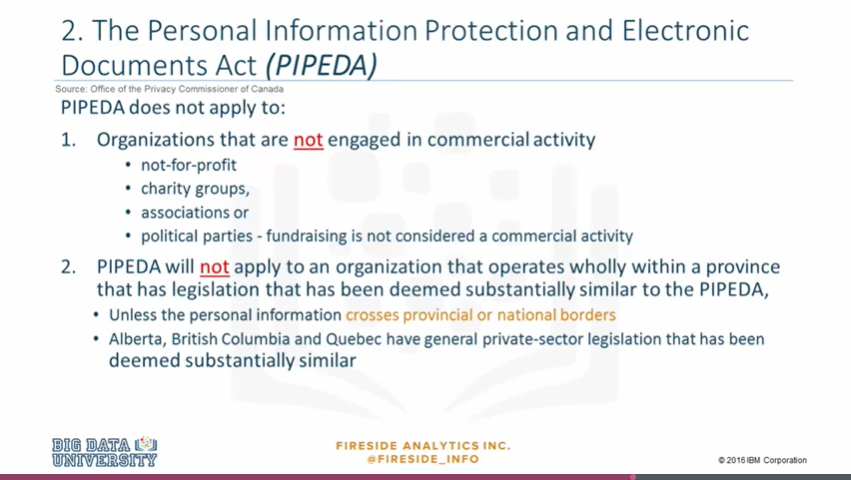 2. The Personal Information Protection and Electronic
Documents Act (PIPEDA)
Source: Office of the Privacy Commissioner of Canada
PIPEDA does not apply to:
1. Organizations that are not engaged in commercial activity
• not-for-profit
• charity groups,
• associations or
• political parties - fundraising is not considered a commercial activity
2. PIPEDA will not apply to an organization that operates wholly within a province
that has legislation that has been deemed substantially similar to the PIPEDA,
• Unless the personal information crosses provincial or national borders
• Alberta, British Columbia and Quebec have general private-sector legislation that has been
deemed substantially similar
BIG DATA
UNIVERSITY
FIRESIDE ANALYTICS INC.
@FIRESIDE_INFO
© 2016 IBM Corporation